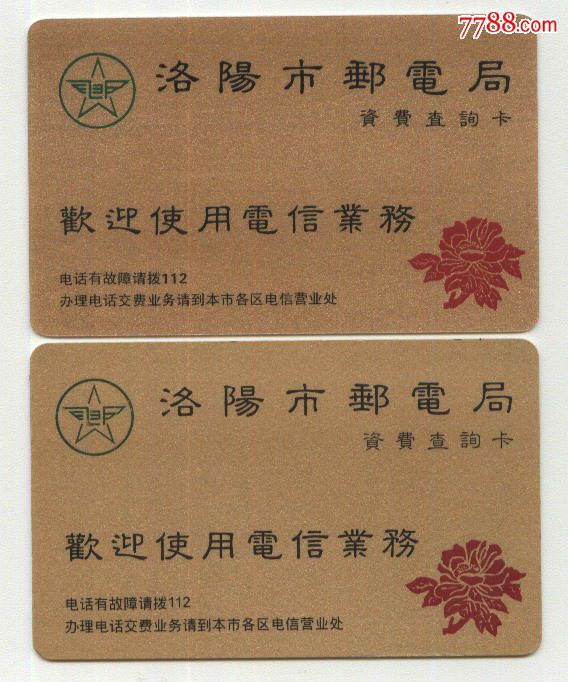 7788.com
洛陽市郵電局
資費查詢卡
歡迎使用電信業務
电话有故障请拨112
办理电话交费业务请到本市各区电信营业处
洛陽市郵電局
資費查詢卡
歡迎使用電信業務
电话有故障请拨112
办理电话交费业务请到本市各区电信营业处